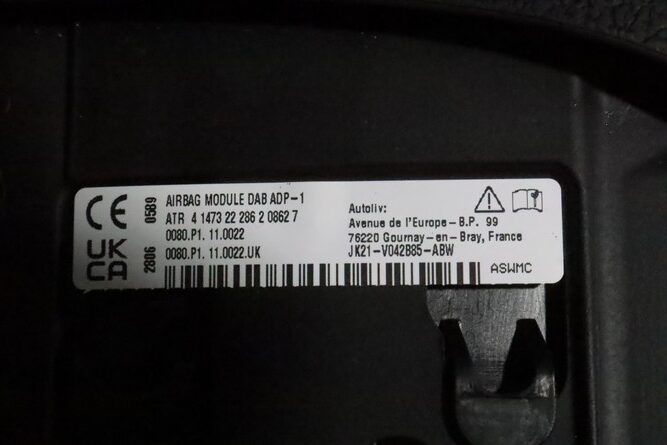 CE
0589
AIRBAG MODULE DAB ADP-1
ATR 4 1473 22 286 2 0862 7
0080.P1. 11.0022
UK
CA
2806
0080.P1. 11.0022.UK
Autoliv:
Avenue de l'Europe - B.P. 99
76220 Gournay-en-Bray, France
JK21-V042B85-ABW
ASWMC